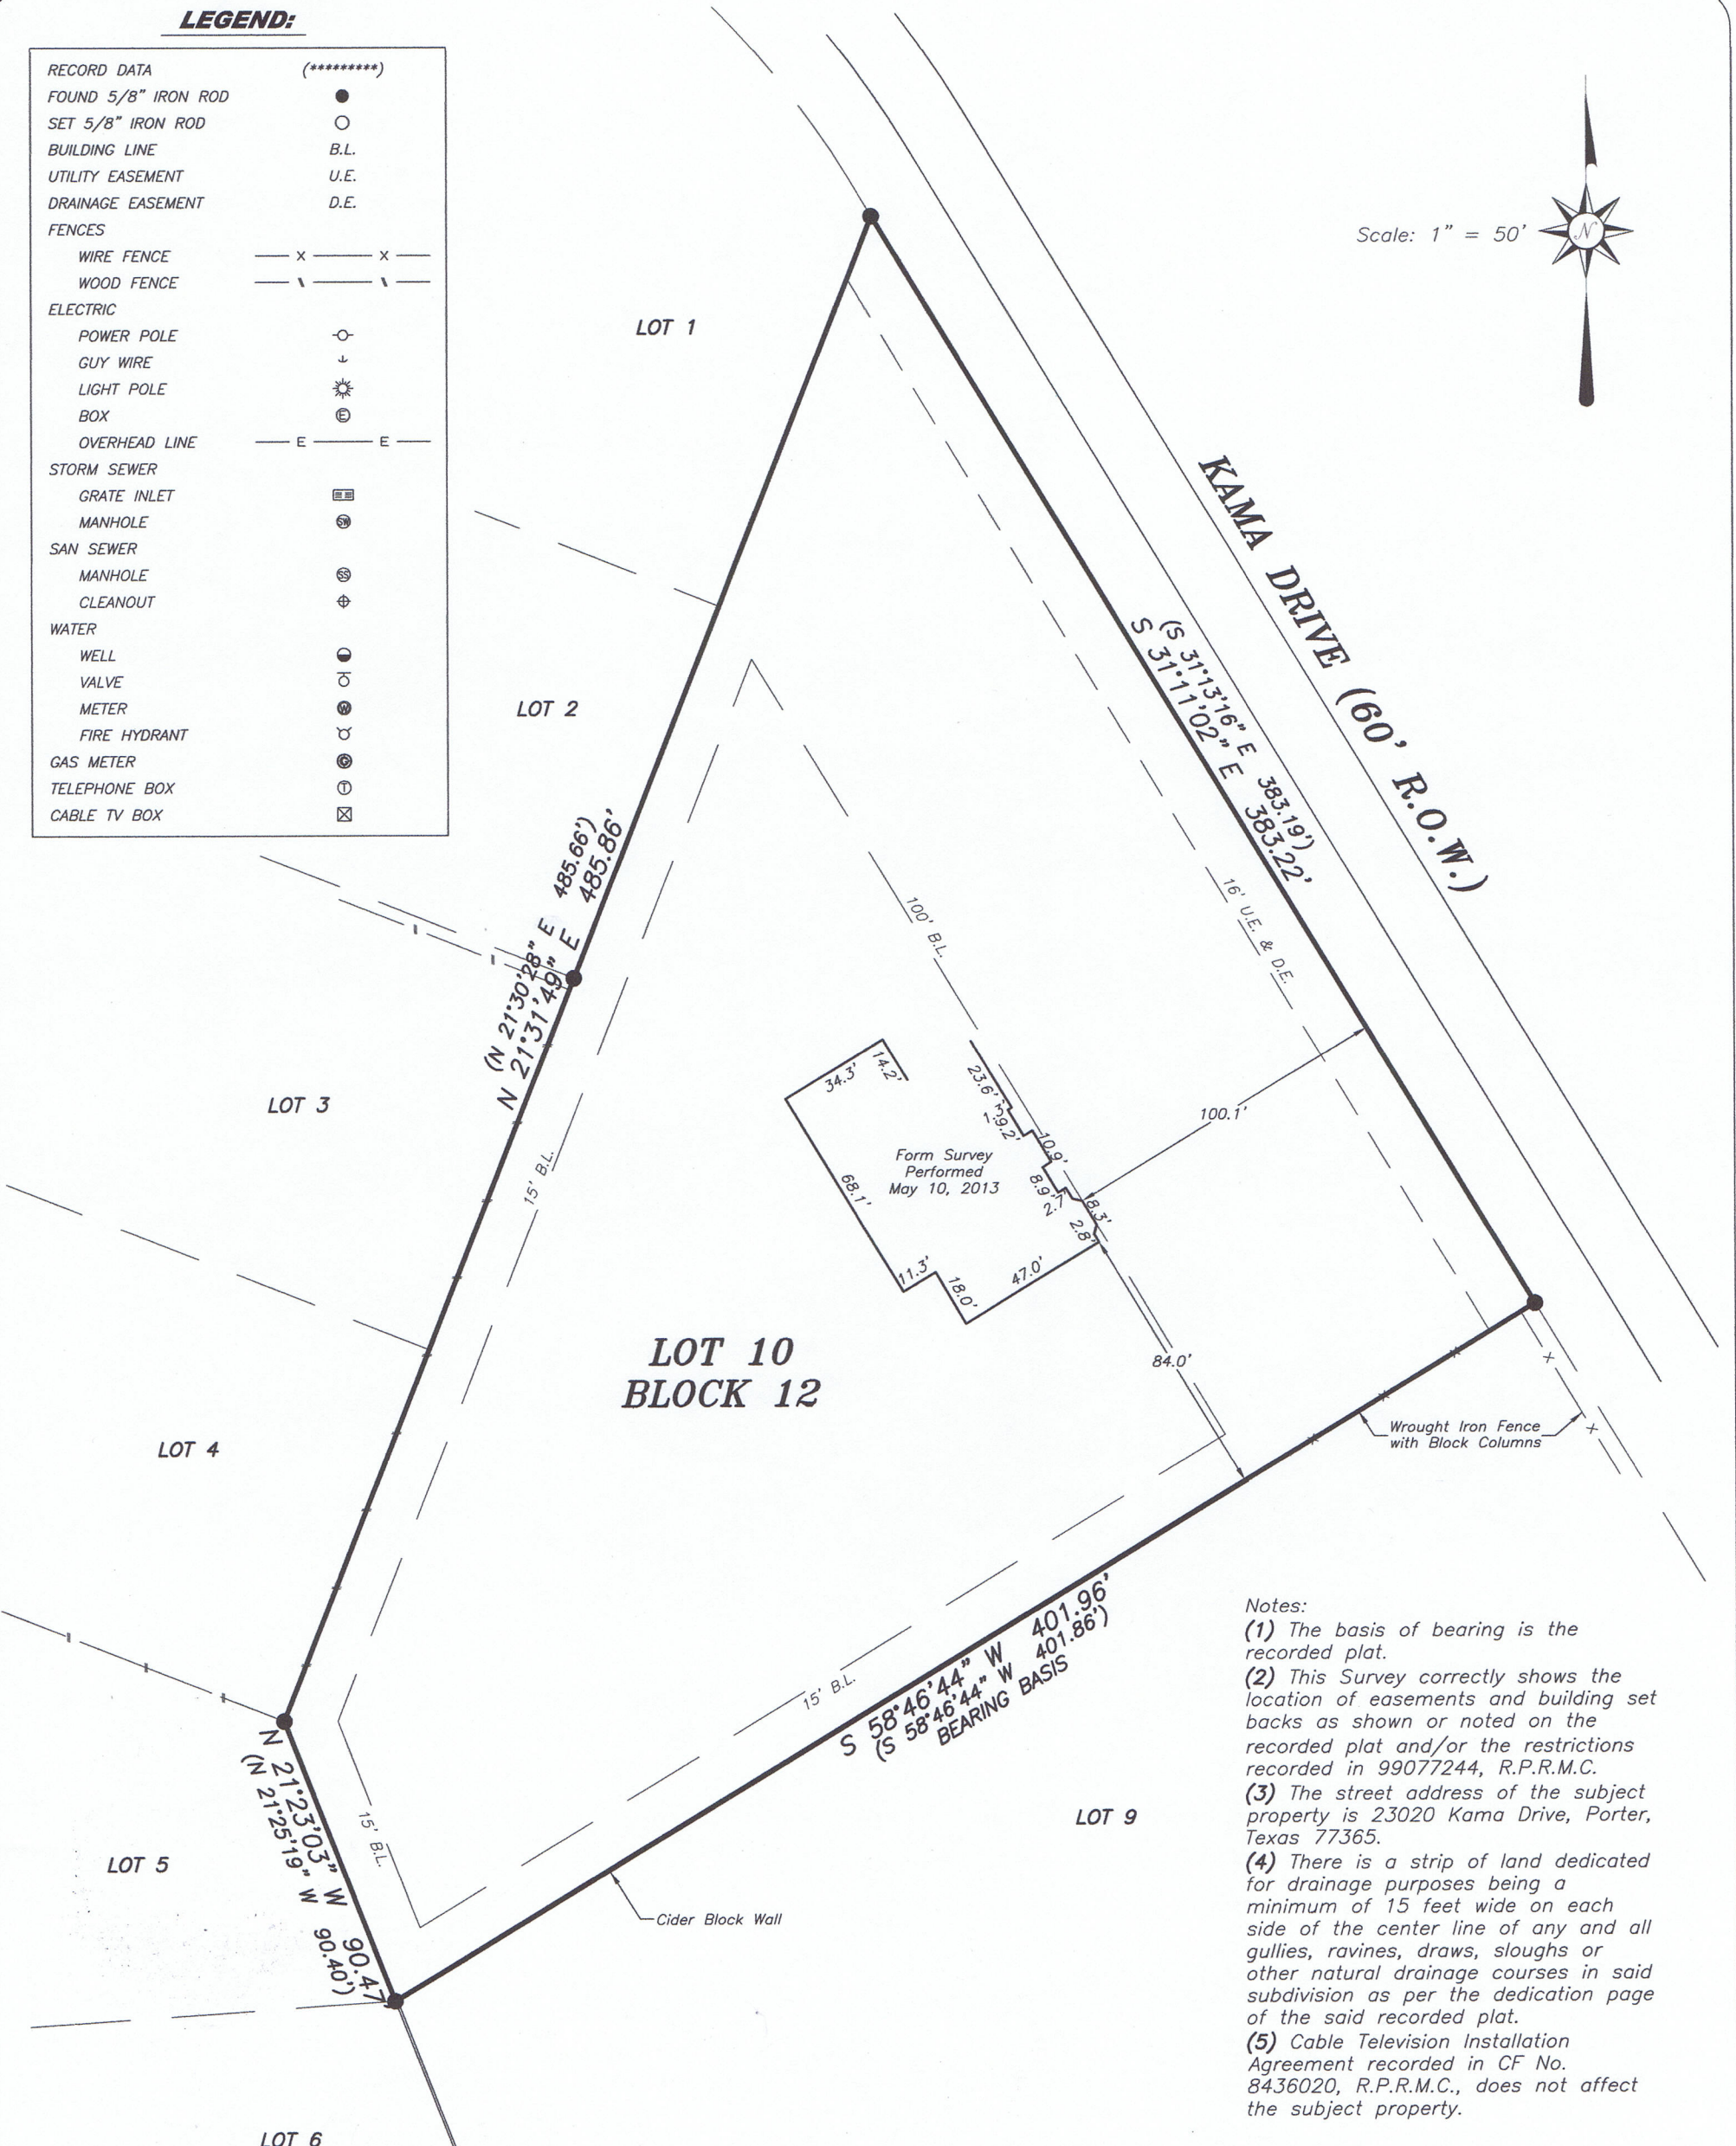 LEGEND:
RECORD DATA (*********)
FOUND 5/8" IRON ROD
SET 5/8" IRON ROD
BUILDING LINE B.L.
UTILITY EASEMENT U.E.
DRAINAGE EASEMENT D.E.
FENCES
WIRE FENCE X X
WOOD FENCE
ELECTRIC
POWER POLE
GUY WIRE
LIGHT POLE
BOX E
OVERHEAD LINE E E
STORM SEWER
GRATE INLET
MANHOLE SW
SAN SEWER
MANHOLE SS
CLEANOUT
WATER
WELL
VALVE
METER W
FIRE HYDRANT
GAS METER G
TELEPHONE BOX T
CABLE TV BOX
Scale: 1" = 50'
N
LOT 1
KAMA DRIVE (60' R.O.W.)
(S 31°13'16" E 383.19')
S 31°11'02" E 383.22'
LOT 2
(N 21°30'28" E 485.66')
N 21°31'49" E 485.86'
100' B.L.
16' U.E. & D.E.
LOT 3
15' B.L.
34.3'
14.2'
23.6'
9.2'
10.9'
8.9'
2.7'
8.3'
2.8'
68.1'
11.3'
18.0'
47.0'
100.1'
Form Survey
Performed
May 10, 2013
84.0'
LOT 10
BLOCK 12
LOT 4
Wrought Iron Fence
with Block Columns
S 58°46'44" W 401.96'
(S 58°46'44" W 401.86')
BEARING BASIS
15' B.L.
N 21°23'03" W 90.47'
(N 21°25'19" W 90.40')
15' B.L.
LOT 5
LOT 9
Cider Block Wall
LOT 6
Notes:
(1) The basis of bearing is the
recorded plat.
(2) This Survey correctly shows the
location of easements and building set
backs as shown or noted on the
recorded plat and/or the restrictions
recorded in 99077244, R.P.R.M.C.
(3) The street address of the subject
property is 23020 Kama Drive, Porter,
Texas 77365.
(4) There is a strip of land dedicated
for drainage purposes being a
minimum of 15 feet wide on each
side of the center line of any and all
gullies, ravines, draws, sloughs or
other natural drainage courses in said
subdivision as per the dedication page
of the said recorded plat.
(5) Cable Television Installation
Agreement recorded in CF No.
8436020, R.P.R.M.C., does not affect
the subject property.